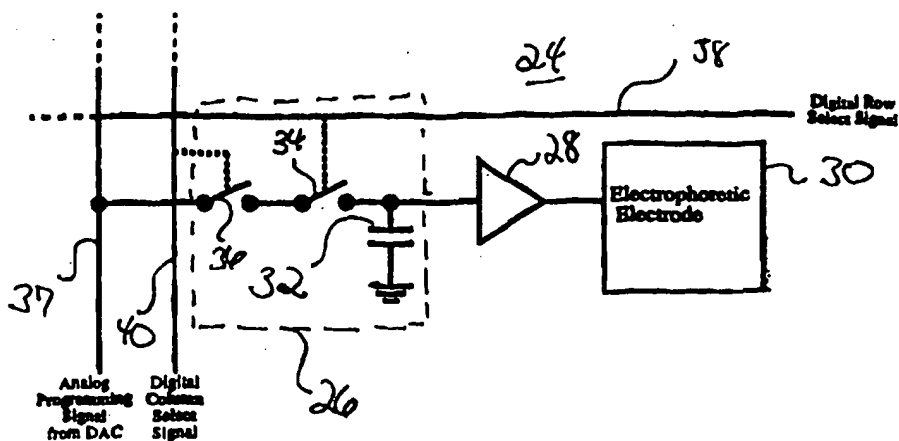 24
38
Digital Row
Select Signal
34
28
30
Electrophoretic
Electrode
36
32
37
40
26
Analog
Programming
Signal
from DAC
Digital
Column
Select
Signal